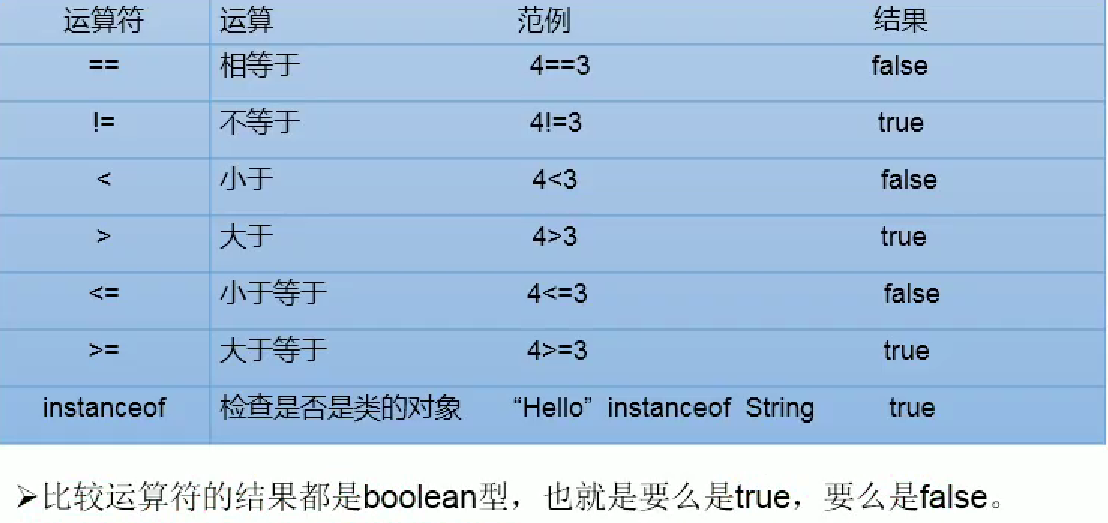 运算符 运算 范例 结果
== 相等于 4==3 false
!= 不等于 4!=3 true
< 小于 4<3 false
> 大于 4>3 true
<= 小于等于 4<=3 false
>= 大于等于 4>=3 true
instanceof 检查是否是类的对象 “Hello” instanceof String true
➢比较运算符的结果都是boolean型，也就是要么是true，要么是false。